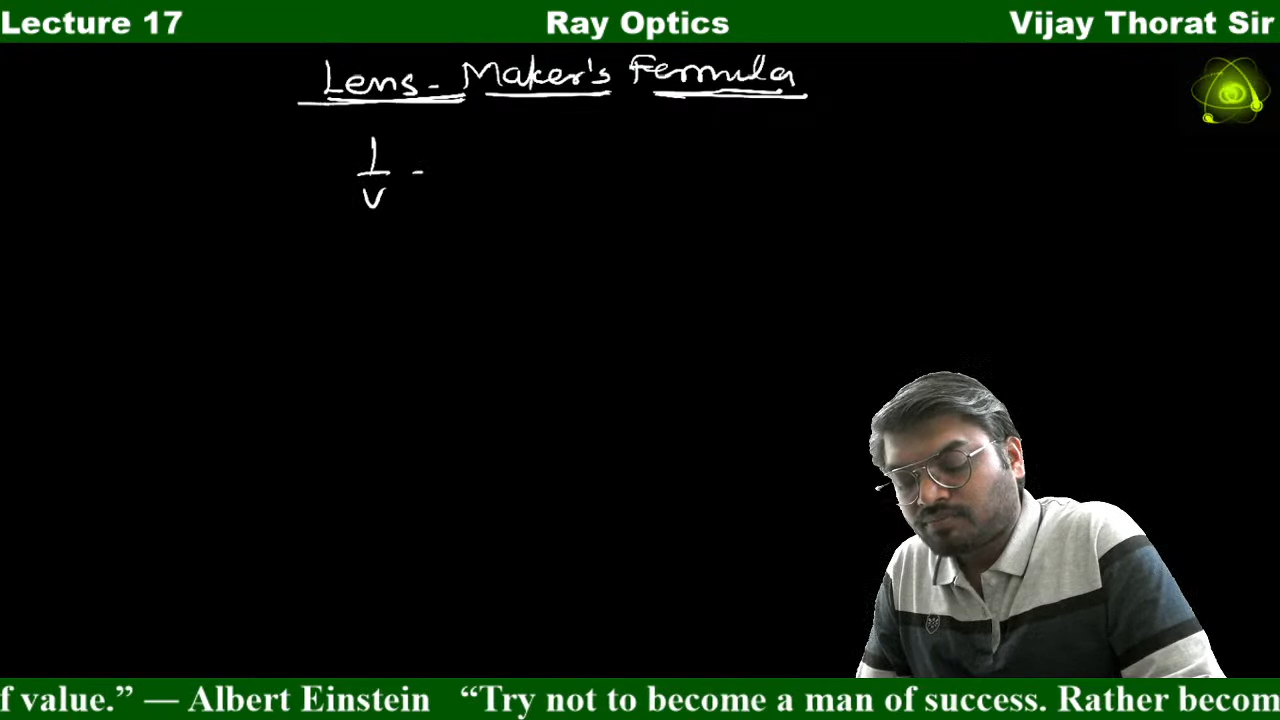 Lecture 17 Ray Optics Vijay Thorat Sir
Lens - Maker's Formula
1
v -
f value.” — Albert Einstein “Try not to become a man of success. Rather becom